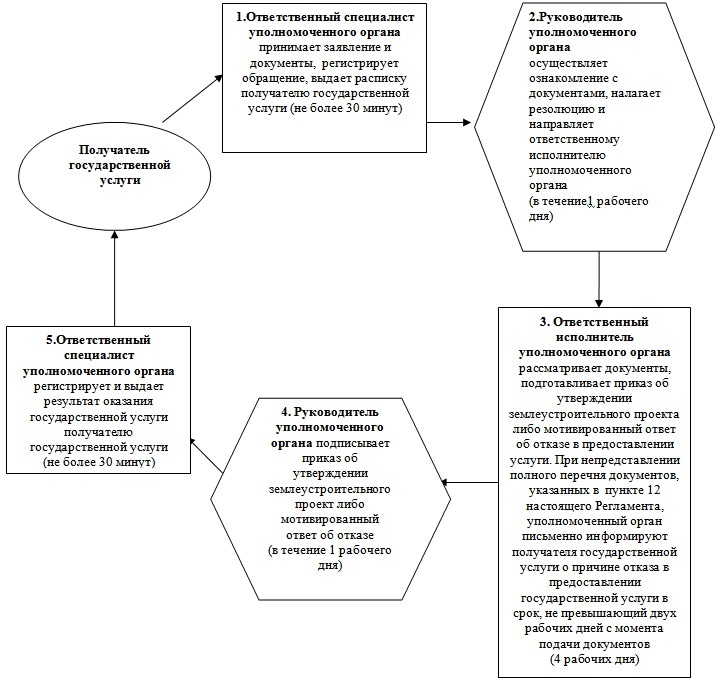 1.Ответственный специалист
уполномоченного органа
принимает заявление и
документы, регистрирует
обращение, выдает расписку
получателю государственной
услуги (не более 30 минут)
2.Руководитель
уполномоченного
органа
осуществляет
ознакомление с
документами, налагает
резолюцию и
направляет
ответственному
исполнителю
уполномоченного
органа
(в течение1 рабочего
дня)
Получатель
государственной
услуги
3. Ответственный
исполнитель
уполномоченного органа
рассматривает документы,
подготавливает приказ об
утверждении
землеустроительного проекта
либо мотивированный ответ
об отказе в предоставлении
услуги. При непредставлении
полного перечня документов,
указанных в пункте 12
настоящего Регламента,
уполномоченный орган
письменно информируют
получателя государственной
услуги о причине отказа в
предоставлении
государственной услуги в
срок, не превышающий двух
рабочих дней с момента
подачи документов
(4 рабочих дня)
4. Руководитель
уполномоченного
органа подписывает
приказ об
утверждении
землеустроительного
проект либо
мотивированный
ответ об отказе
(в течение 1 рабочего
дня)
5.Ответственный
специалист
уполномоченного органа
регистрирует и выдает
результат оказания
государственной услуги
получателю
государственной услуги
(не более 30 минут)